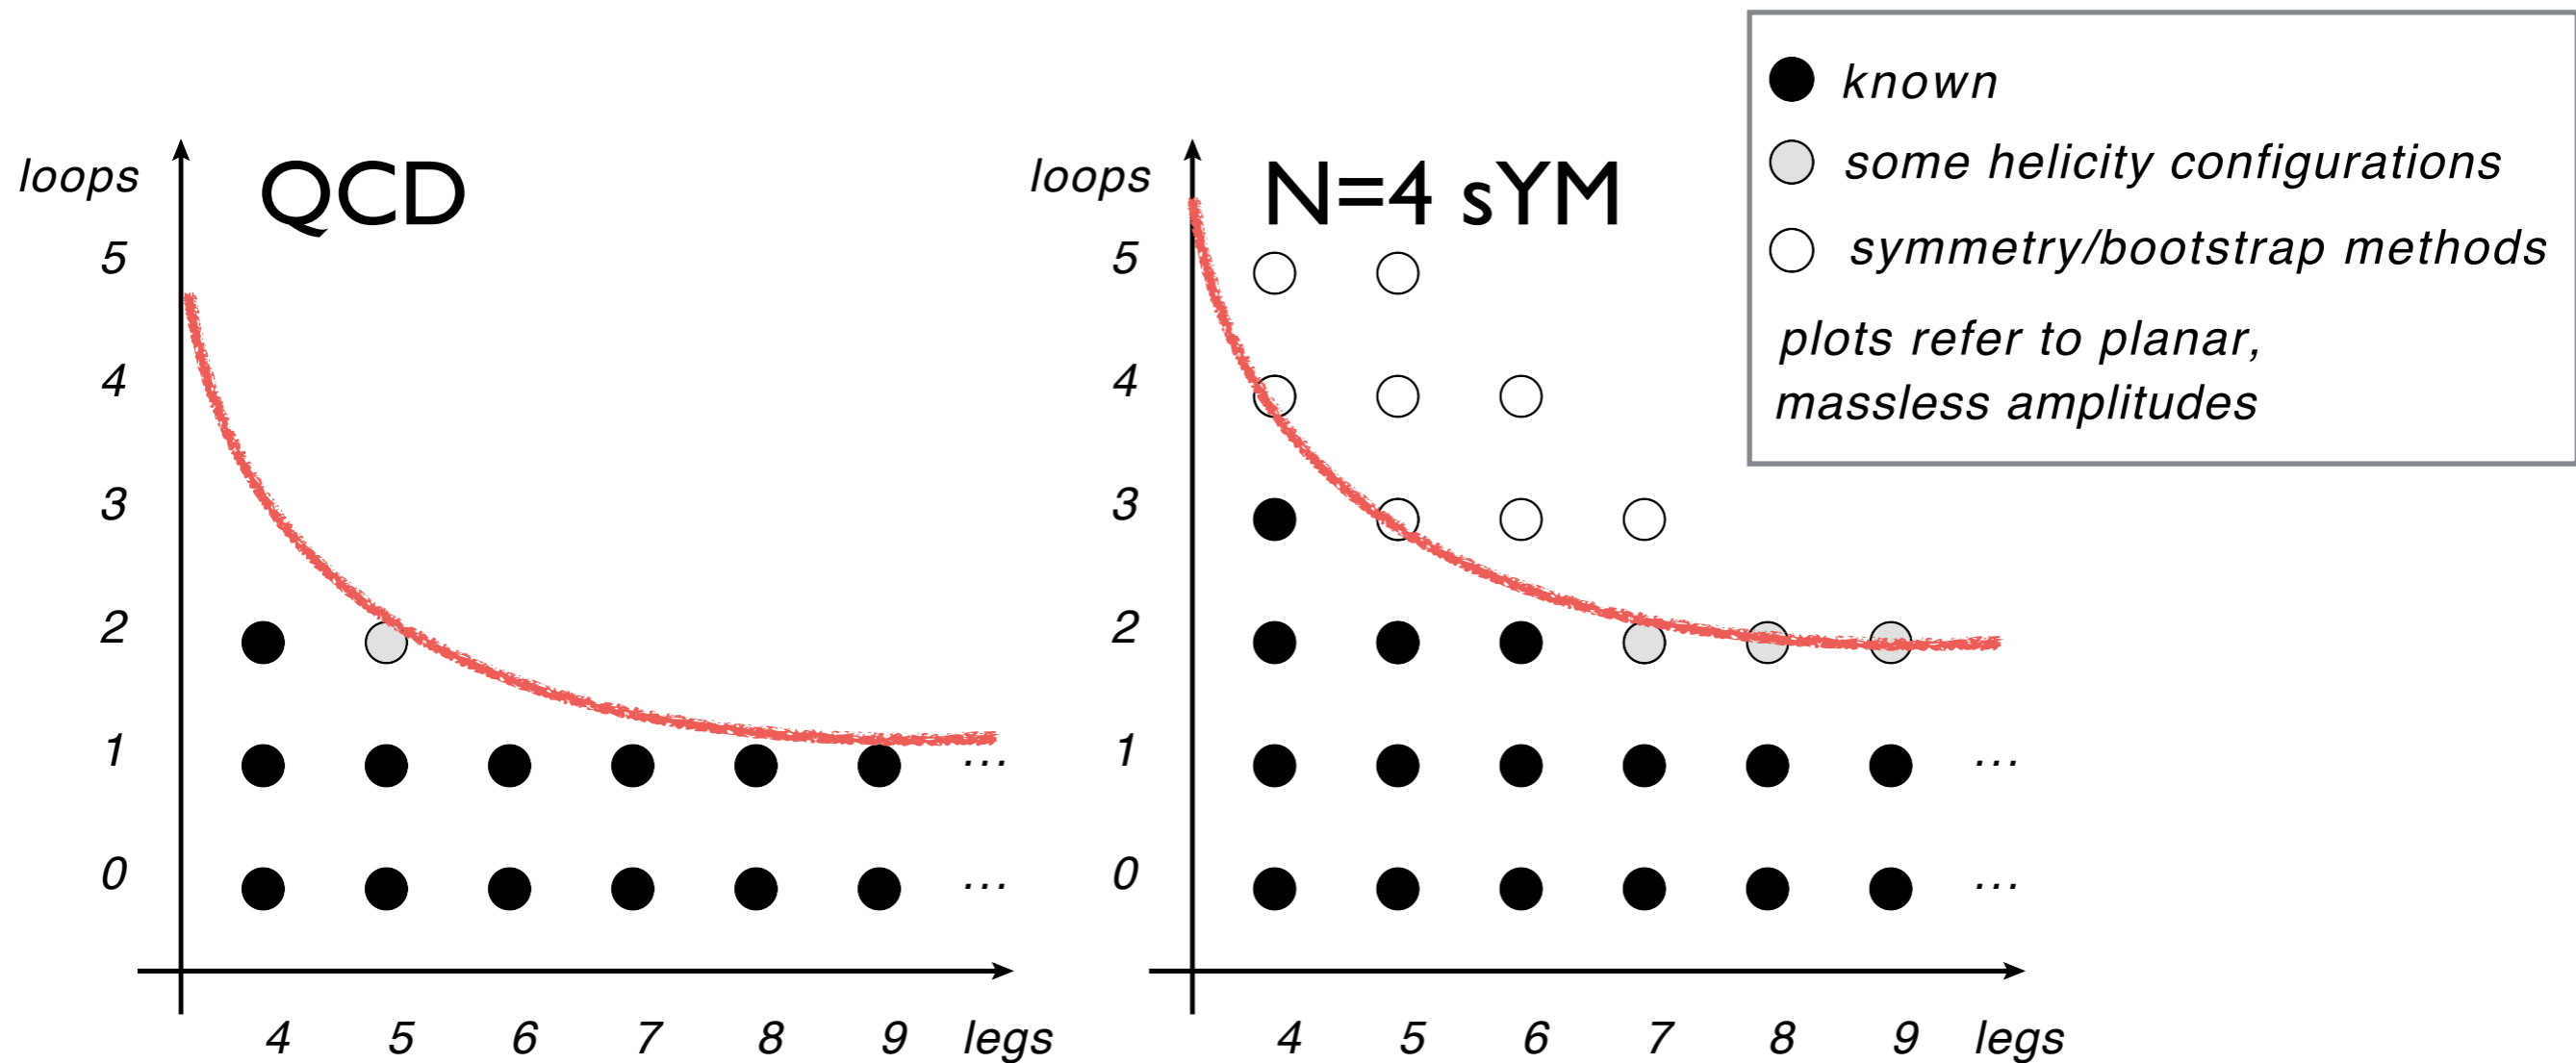 known
some helicity configurations
symmetry/bootstrap methods
plots refer to planar,
massless amplitudes
loops
QCD
5
4
3
2
1
...
0
...
4 5 6 7 8 9 legs
loops
N=4 sYM
5
4
3
2
1
...
0
...
4 5 6 7 8 9 legs